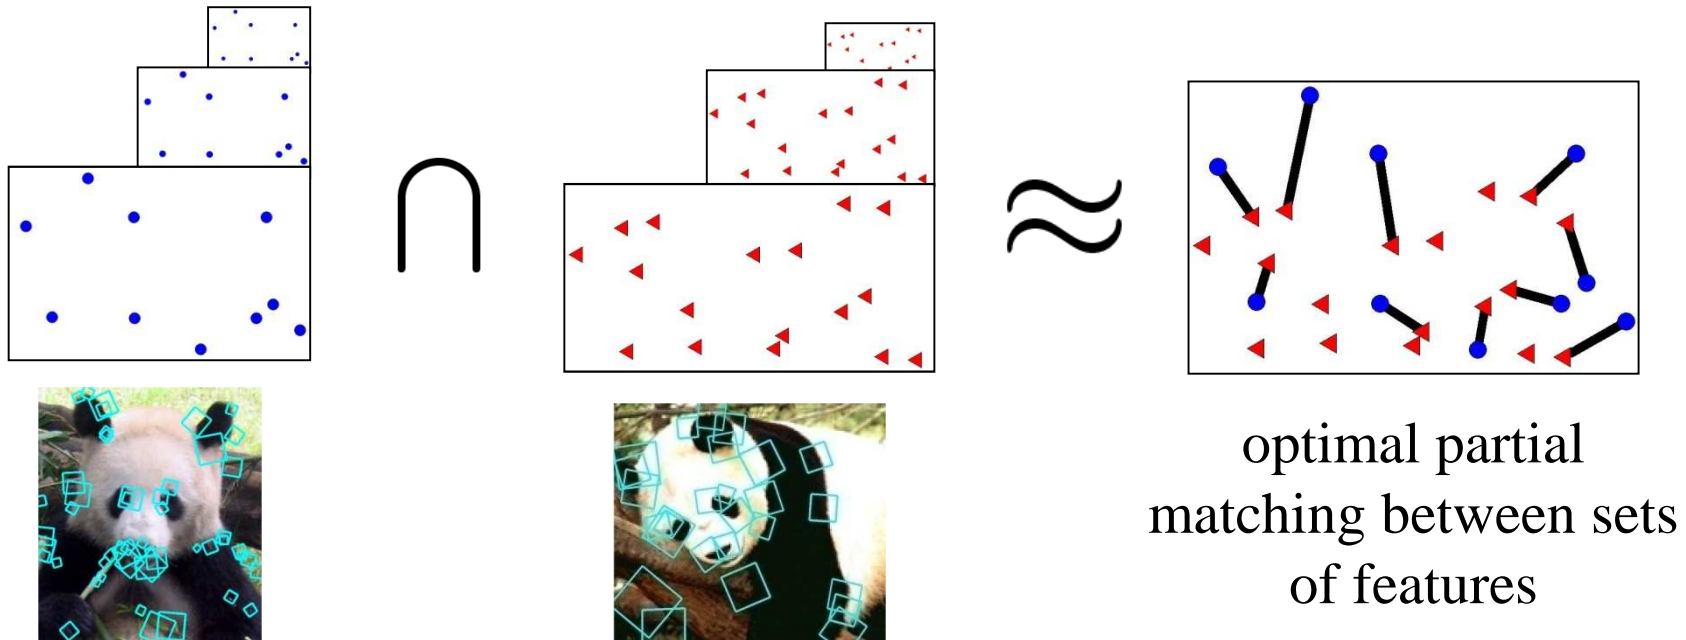 ∩
≈
optimal partial
matching between sets
of features